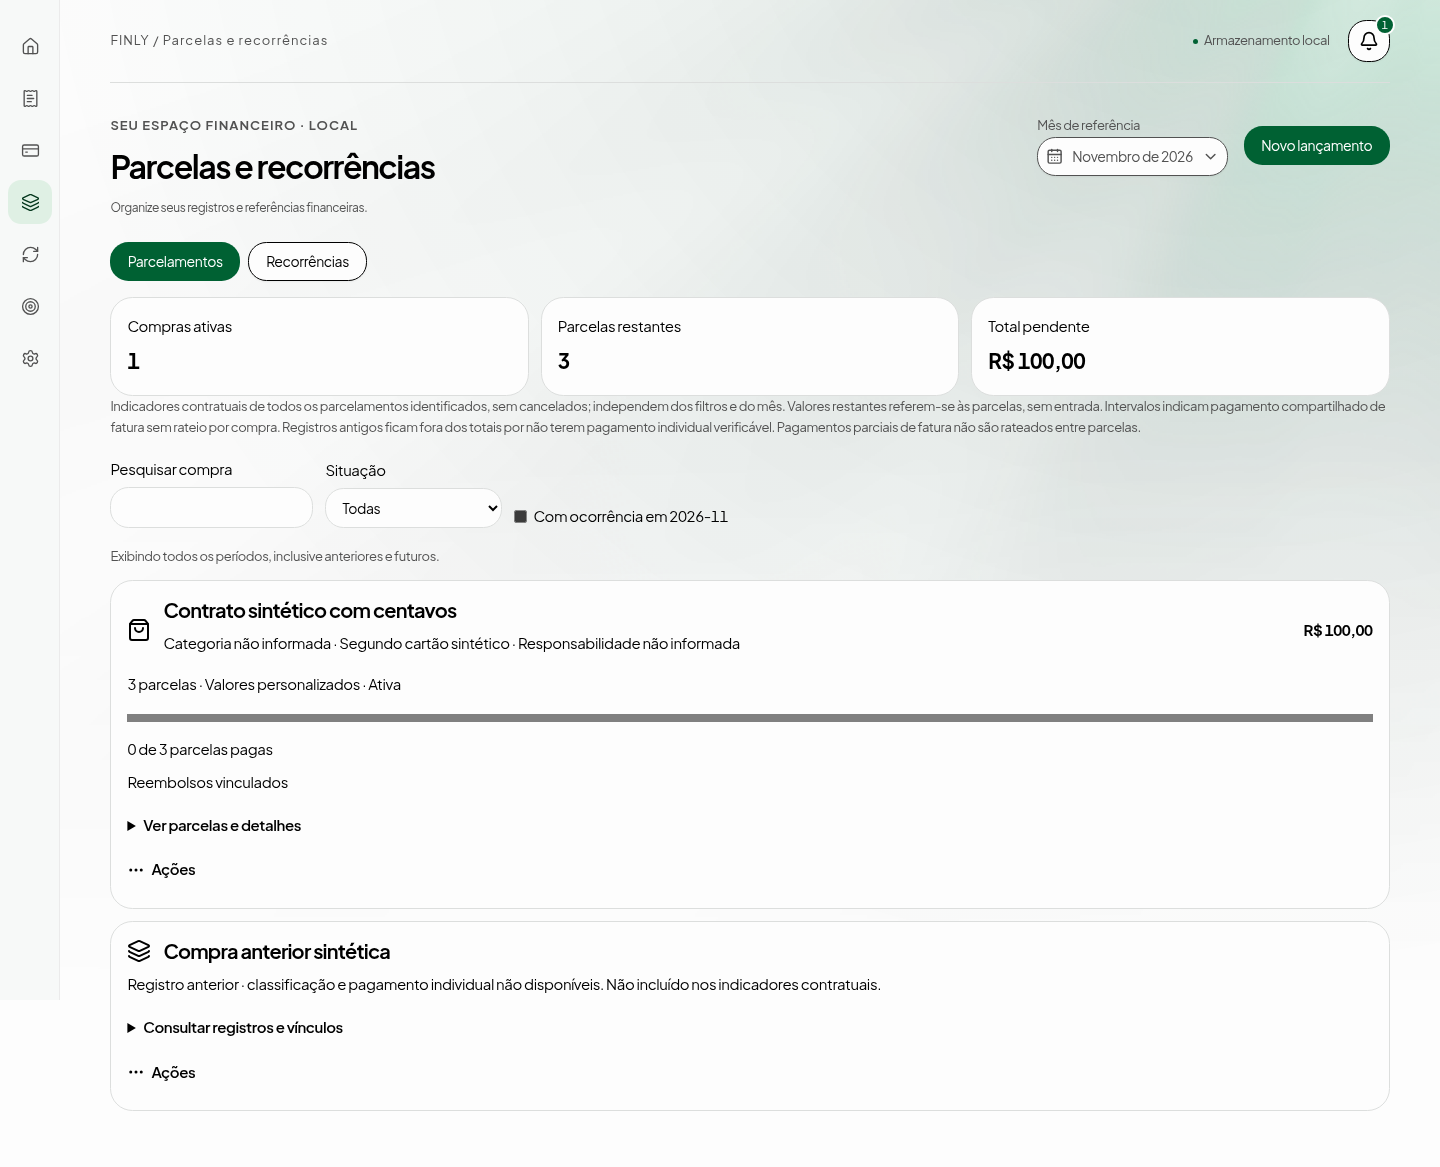 FINLY / Parcelas e recorrências
Armazenamento local
1
SEU ESPAÇO FINANCEIRO · LOCAL
Parcelas e recorrências
Organize seus registros e referências financeiras.
Mês de referência
Novembro de 2026
Novo lançamento
Parcelamentos
Recorrências
Compras ativas
1
Parcelas restantes
3
Total pendente
R$ 100,00
Indicadores contratuais de todos os parcelamentos identificados, sem cancelados; independem dos filtros e do mês. Valores restantes referem-se às parcelas, sem entrada. Intervalos indicam pagamento compartilhado de
fatura sem rateio por compra. Registros antigos ficam fora dos totais por não terem pagamento individual verificável. Pagamentos parciais de fatura não são rateados entre parcelas.
Pesquisar compra
Situação
Todas
Com ocorrência em 2026-11
Exibindo todos os períodos, inclusive anteriores e futuros.
Contrato sintético com centavos
Categoria não informada · Segundo cartão sintético · Responsabilidade não informada
R$ 100,00
3 parcelas · Valores personalizados · Ativa
0 de 3 parcelas pagas
Reembolsos vinculados
Ver parcelas e detalhes
Ações
Compra anterior sintética
Registro anterior · classificação e pagamento individual não disponíveis. Não incluído nos indicadores contratuais.
Consultar registros e vínculos
Ações